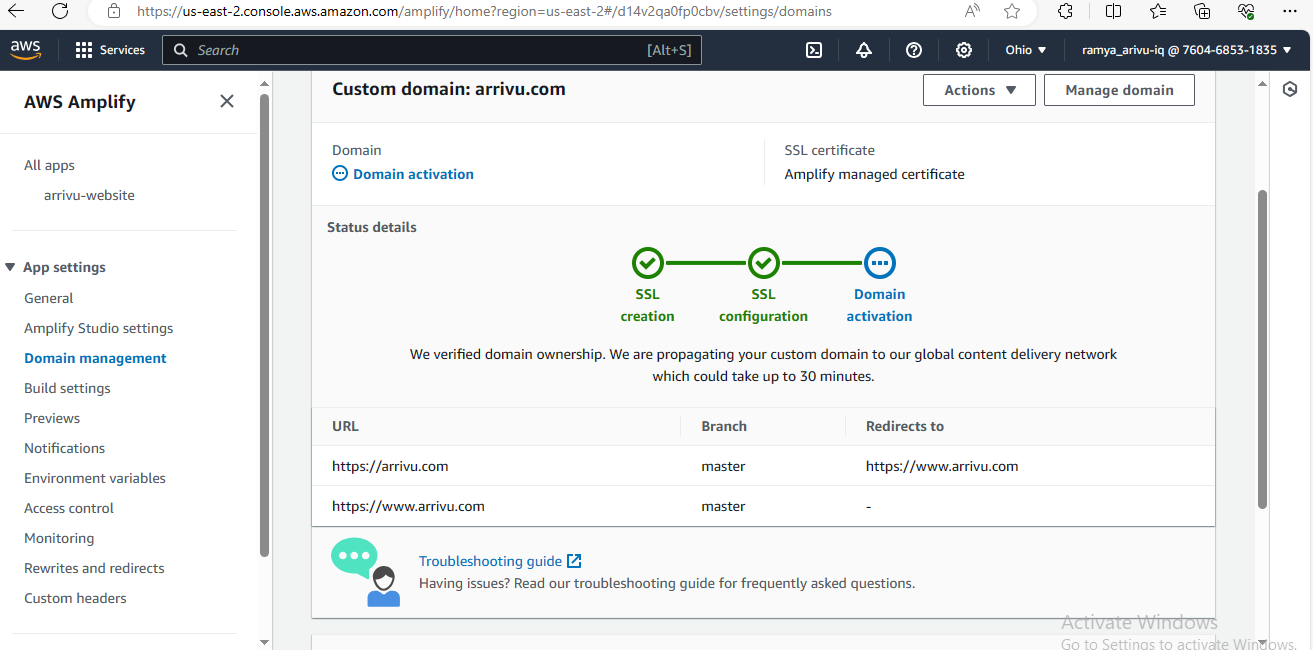 https://us-east-2.console.aws.amazon.com/amplify/home?region=us-east-2#/d14v2qa0fp0cbv/settings/domains
aws
Services
Search
[Alt+S]
Ohio
ramya_arivu-iq @ 7604-6853-1835
AWS Amplify
All apps
arrivu-website
App settings
General
Amplify Studio settings
Domain management
Build settings
Previews
Notifications
Environment variables
Access control
Monitoring
Rewrites and redirects
Custom headers
Custom domain: arrivu.com
Actions
Manage domain
Domain
Domain activation
SSL certificate
Amplify managed certificate
Status details
SSL
creation
SSL
configuration
Domain
activation
We verified domain ownership. We are propagating your custom domain to our global content delivery network
which could take up to 30 minutes.
URL Branch Redirects to
https://arrivu.com master https://www.arrivu.com
https://www.arrivu.com master -
Troubleshooting guide
Having issues? Read our troubleshooting guide for frequently asked questions.
Activate Windows
Go to Settings to activate Windows.